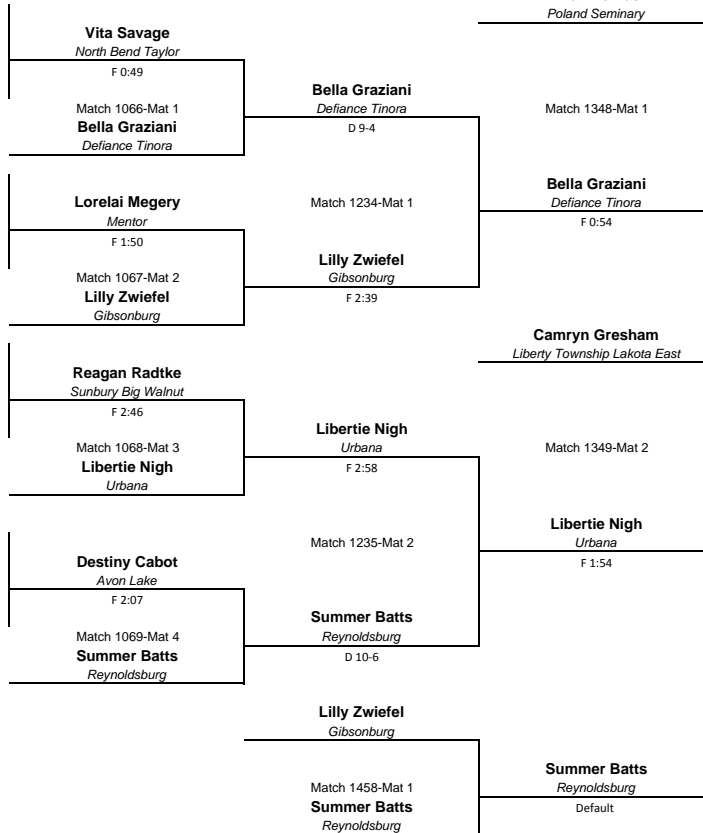 Poland Seminary
Vita Savage
North Bend Taylor
F 0:49
Match 1066-Mat 1
Bella Graziani
Defiance Tinora
Bella Graziani
Defiance Tinora
D 9-4
Match 1348-Mat 1
Lorelai Megery
Mentor
F 1:50
Match 1067-Mat 2
Lilly Zwiefel
Gibsonburg
Match 1234-Mat 1
Lilly Zwiefel
Gibsonburg
F 2:39
Bella Graziani
Defiance Tinora
F 0:54
Camryn Gresham
Liberty Township Lakota East
Reagan Radtke
Sunbury Big Walnut
F 2:46
Match 1068-Mat 3
Libertie Nigh
Urbana
Libertie Nigh
Urbana
F 2:58
Match 1349-Mat 2
Destiny Cabot
Avon Lake
F 2:07
Match 1069-Mat 4
Summer Batts
Reynoldsburg
Match 1235-Mat 2
Summer Batts
Reynoldsburg
D 10-6
Libertie Nigh
Urbana
F 1:54
Lilly Zwiefel
Gibsonburg
Match 1458-Mat 1
Summer Batts
Reynoldsburg
Summer Batts
Reynoldsburg
Default